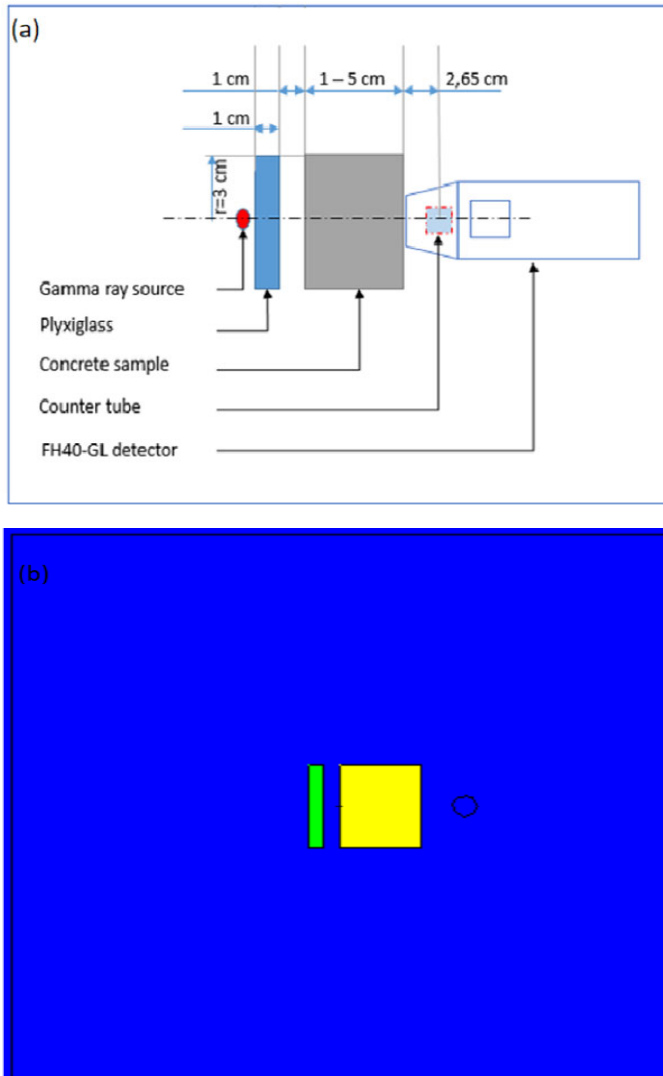 (a)
1 cm
1 – 5 cm
2,65 cm
1 cm
r=3 cm
Gamma ray source
Plyxiglass
Concrete sample
Counter tube
FH40-GL detector
(b)